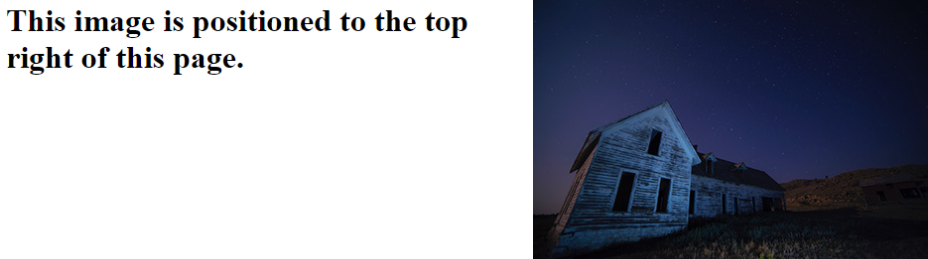 This image is positioned to the top
right of this page.